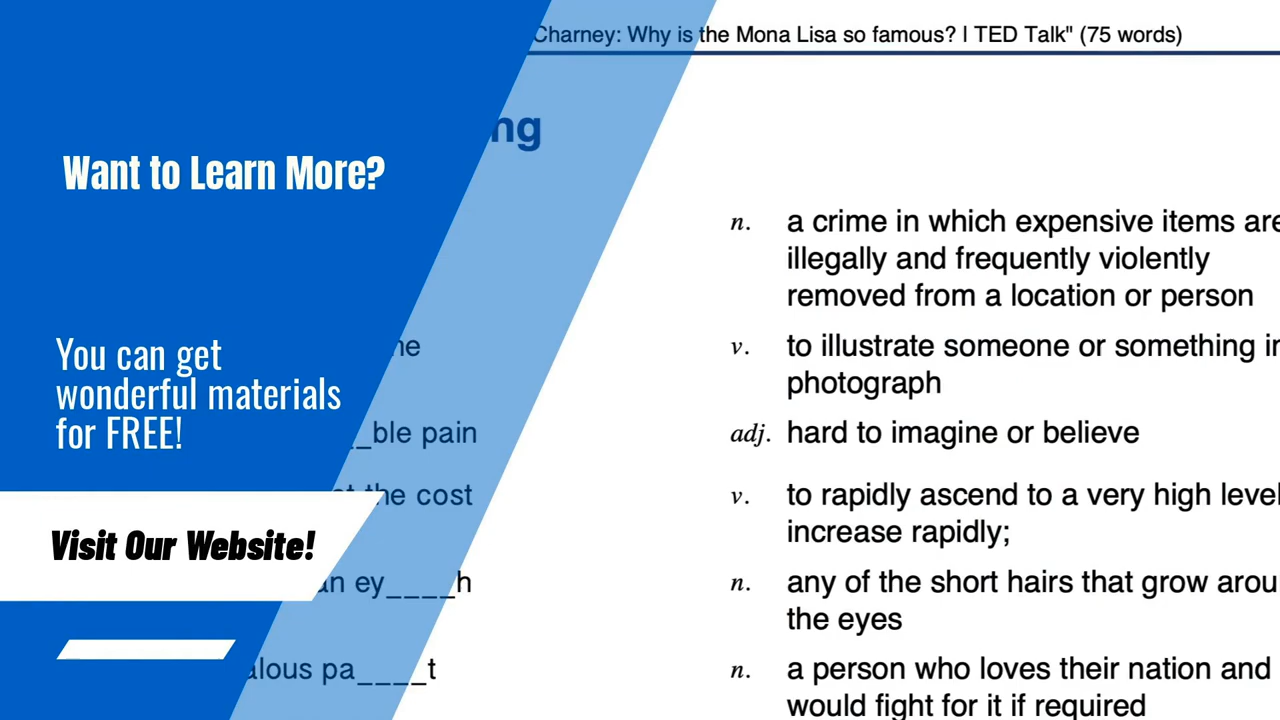 Charney: Why is the Mona Lisa so famous? | TED Talk" (75 words)
ng
Want to Learn More?
You can get
wonderful materials
for FREE!
Visit Our Website!
ne
_ble pain
the cost
an ey____h
alous pa____t
n. a crime in which expensive items are
illegally and frequently violently
removed from a location or person
v. to illustrate someone or something in
photograph
adj. hard to imagine or believe
v. to rapidly ascend to a very high level
increase rapidly;
n. any of the short hairs that grow arou
the eyes
n. a person who loves their nation and
would fight for it if required